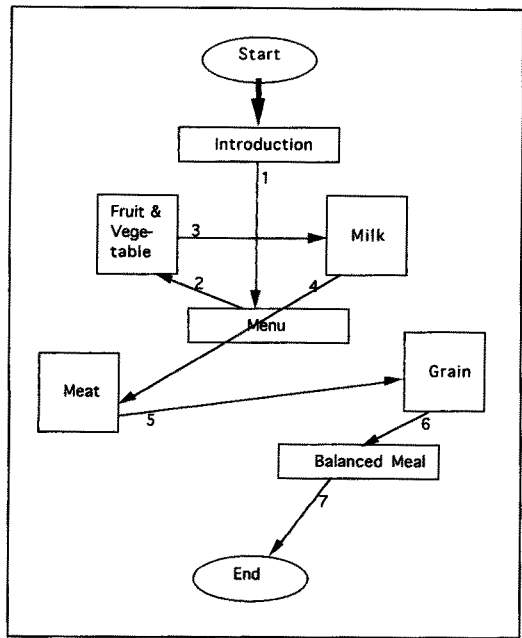 Start
Introduction
1
Fruit &
Vege-
table
3
Milk
2
4
Menu
Meat
5
Grain
6
Balanced Meal
7
End